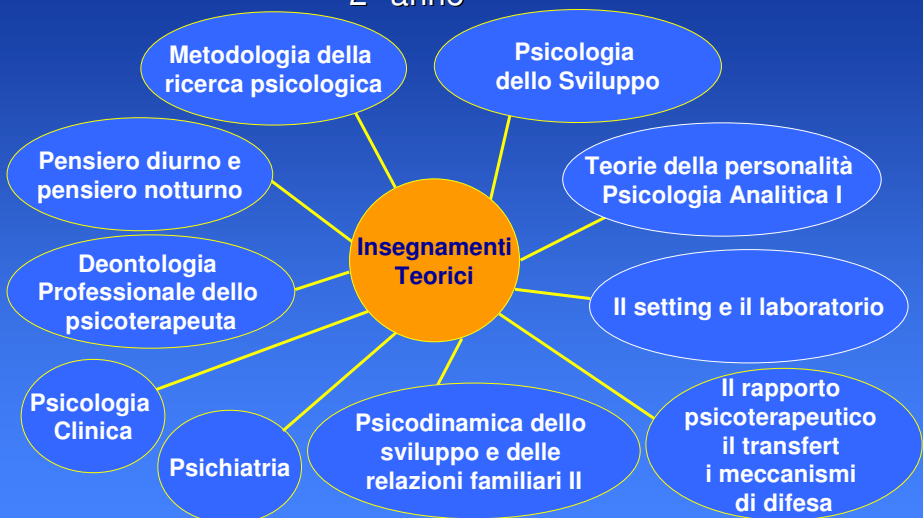 2° anno
Metodologia della
ricerca psicologica
Psicologia
dello Sviluppo
Pensiero diurno e
pensiero notturno
Teorie della personalità
Psicologia Analitica I
Insegnamenti
Teorici
Deontologia
Professionale dello
psicoterapeuta
Il setting e il laboratorio
Psicologia
Clinica
Psichiatria
Psicodinamica dello
sviluppo e delle
relazioni familiari II
Il rapporto
psicoterapeutico
il transfert
i meccanismi
di difesa